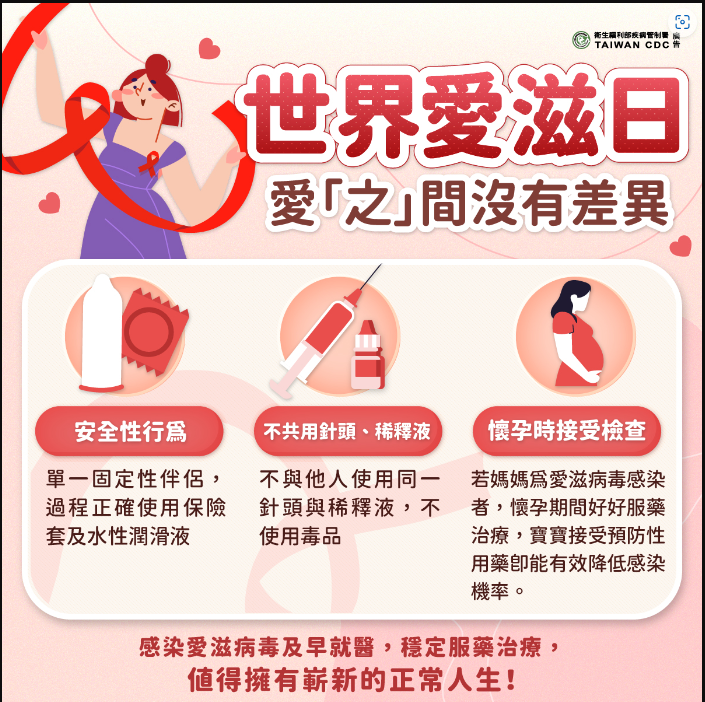 衛生福利部疾病管制署
TAIWAN CDC
廣告
世界愛滋日
愛「之」間沒有差異
安全性行為
單一固定性伴侶，
過程正確使用保險
套及水性潤滑液
不共用針頭、稀釋液
不與他人使用同一
針頭與稀釋液，不
使用毒品
懷孕時接受檢查
若媽媽為愛滋病毒感染
者，懷孕期間好好服藥
治療，寶寶接受預防性
用藥即能有效降低感染
機率。
感染愛滋病毒及早就醫，穩定服藥治療，
值得擁有嶄新的正常人生！